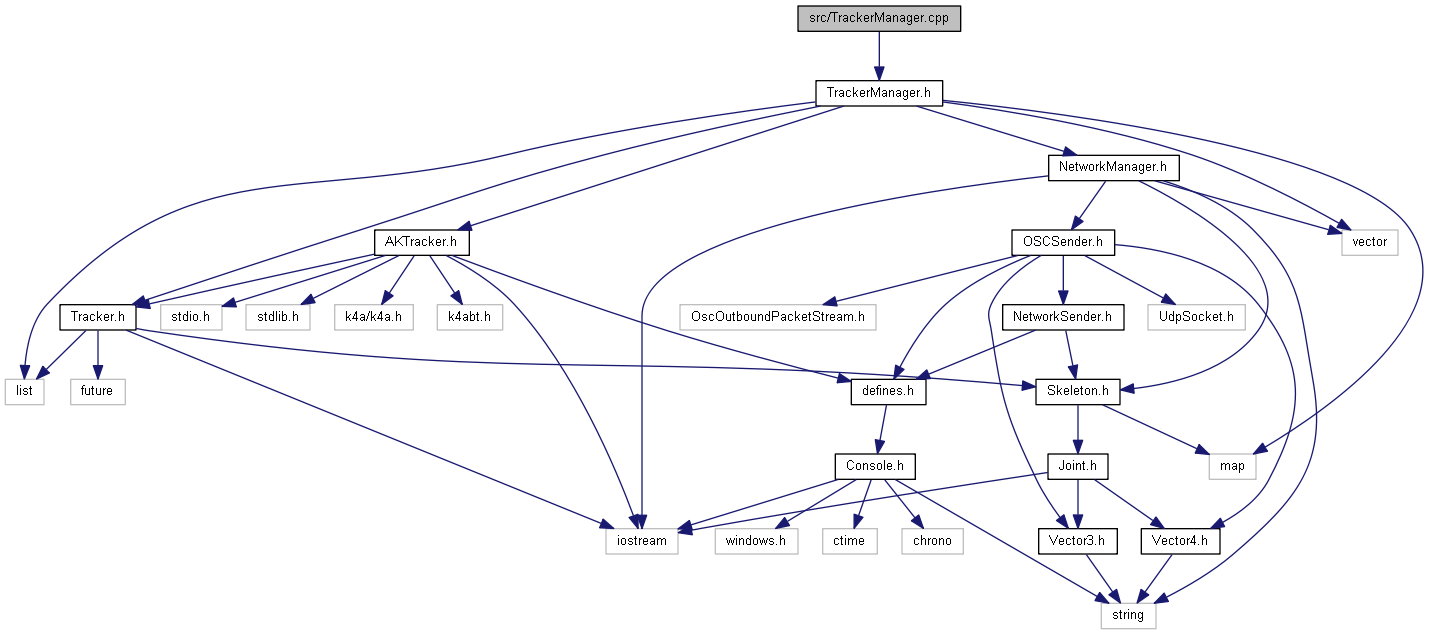 src/TrackerManager.cpp
TrackerManager.h
NetworkManager.h
AKTracker.h
OSCSender.h
vector
Tracker.h
stdio.h
stdlib.h
k4a/k4a.h
k4abt.h
OscOutboundPacketStream.h
NetworkSender.h
UdpSocket.h
list
future
defines.h
Skeleton.h
Console.h
Joint.h
map
iostream
windows.h
ctime
chrono
Vector3.h
Vector4.h
string